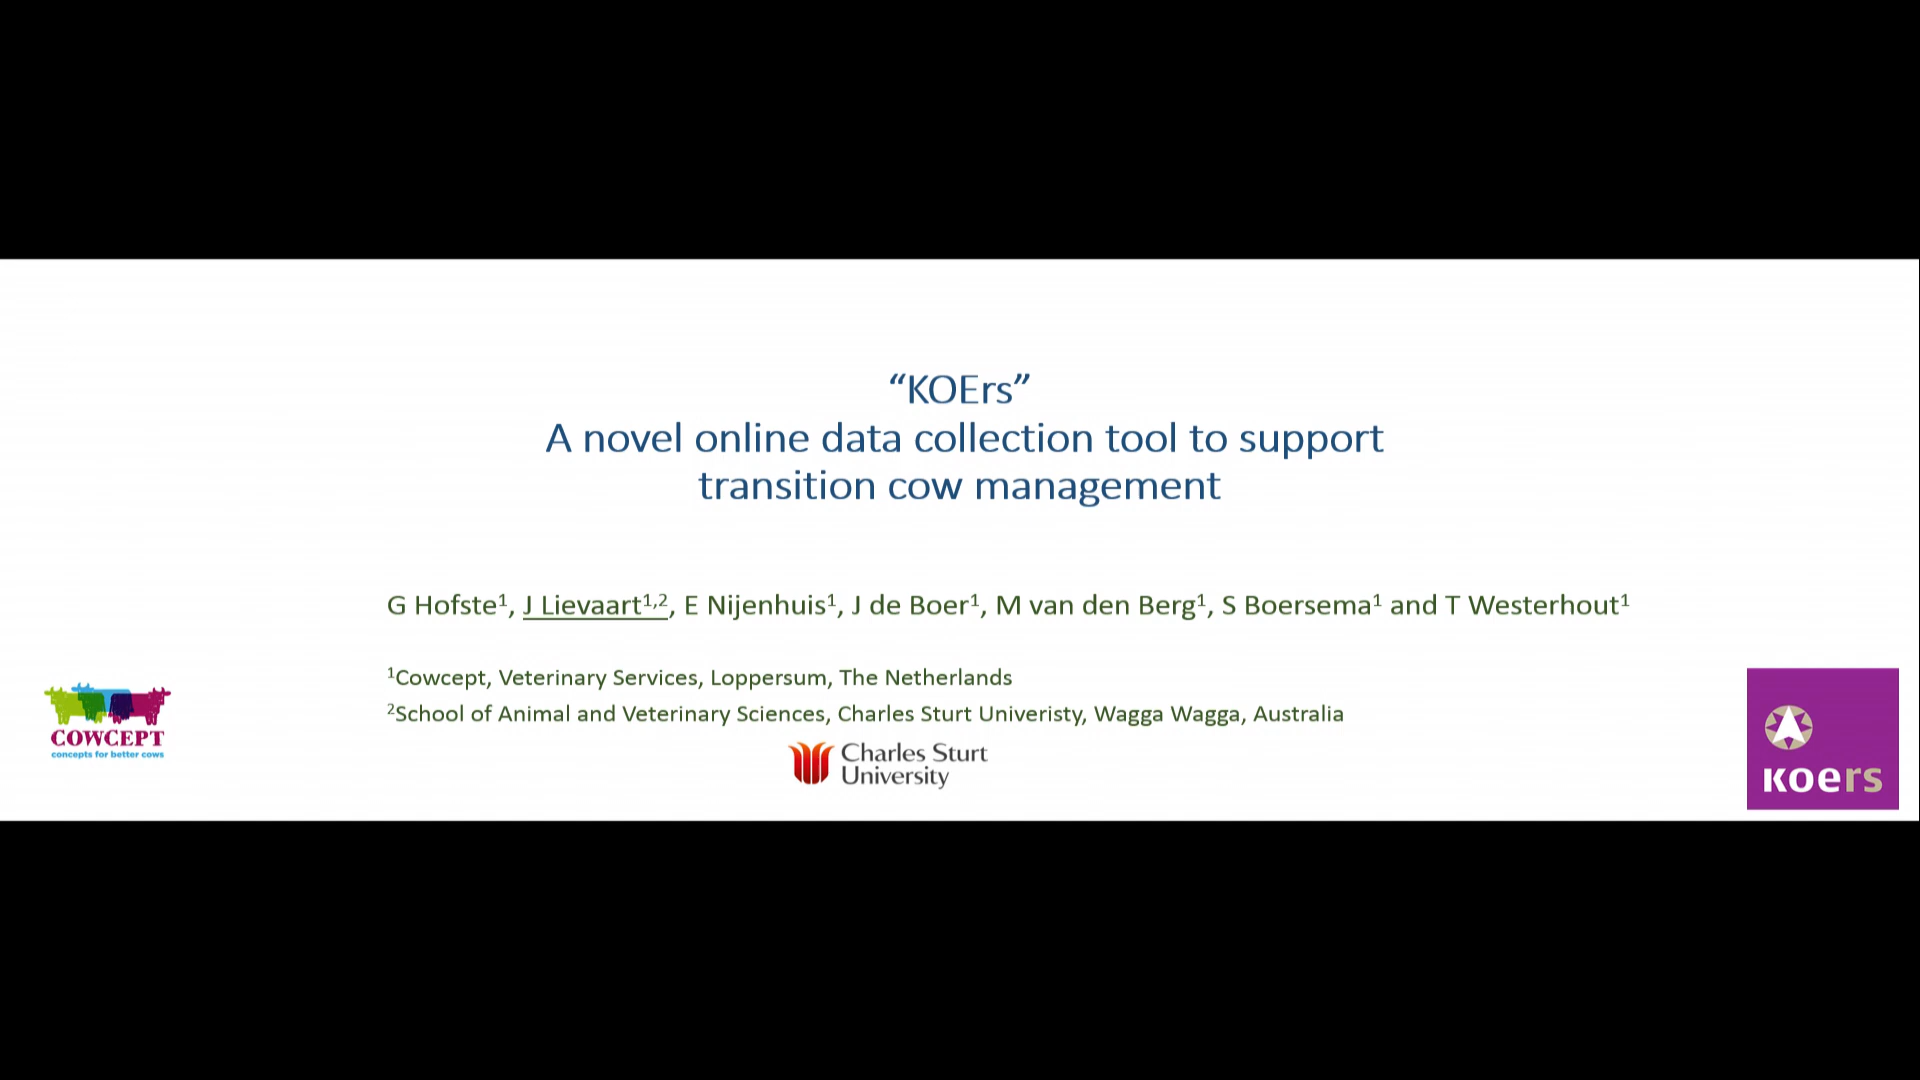 “KOErs”
A novel online data collection tool to support
transition cow management
G Hofste¹, J Lievaart¹,², E Nijenhuis¹, J de Boer¹, M van den Berg¹, S Boersema¹ and T Westerhout¹
¹Cowcept, Veterinary Services, Loppersum, The Netherlands
²School of Animal and Veterinary Sciences, Charles Sturt Univeristy, Wagga Wagga, Australia
COWCEPT
concepts for better cows
Charles Sturt
University
koers